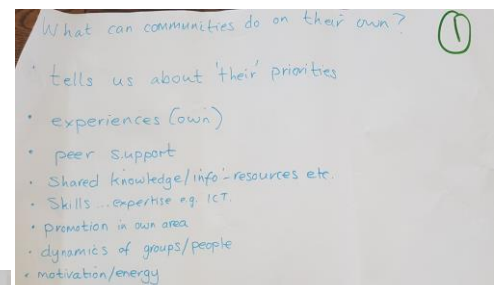 What can communities do on their own?
1
• tells us about 'their' priorities
• experiences (own)
• peer support
• Shared knowledge/info - resources etc.
• Skills ... expertise eg. ICT.
• promotion in own area
• dynamics of groups/people
• motivation/energy